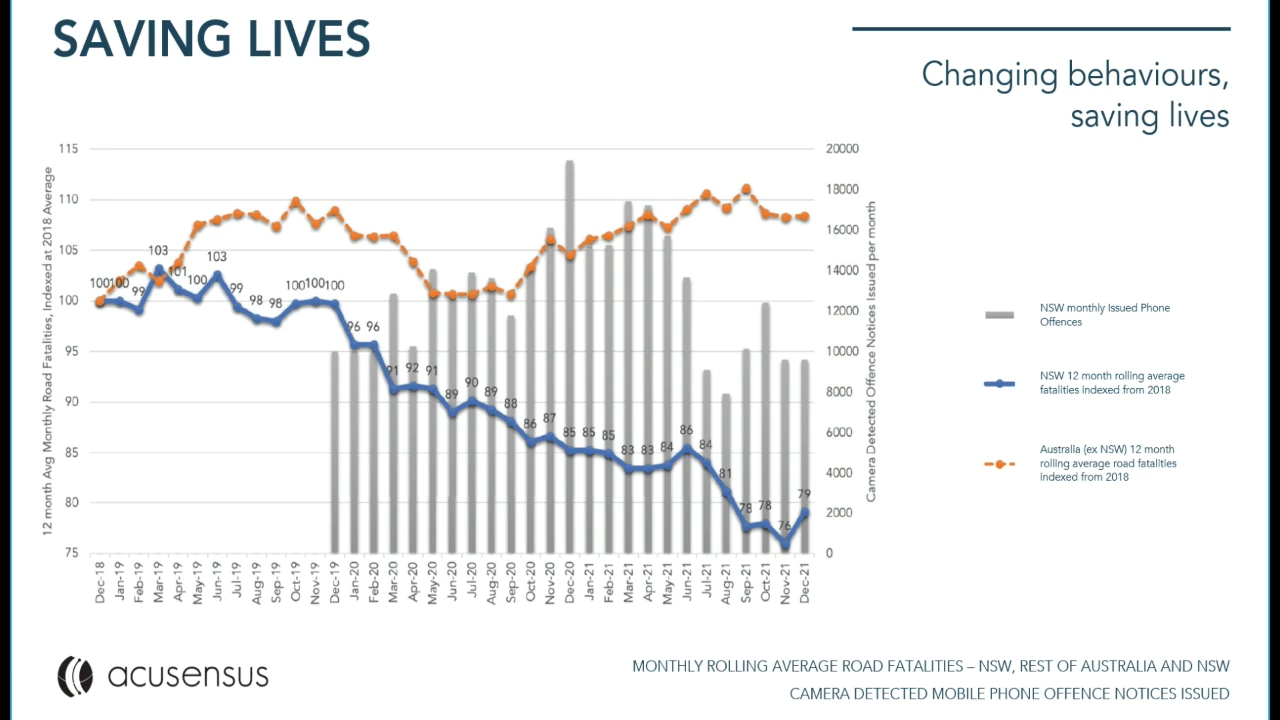 SAVING LIVES
Changing behaviours,
saving lives
12 month Avg Monthly Road Fatalities, Indexed at 2018 Average
115
110
105
100
95
90
85
80
75
100 100 99 103 101 100 103 99 98 98 100 100 100 96 96 91 92 91 89 90 89 88 86 87 85 85 85 83 83 84 86 84 81 78 78 76 79
20000
18000
16000
14000
12000
10000
8000
6000
4000
2000
0
Camera Detected Offence Notices Issued per month
Dec-18 Jan-19 Feb-19 Mar-19 Apr-19 May-19 Jun-19 Jul-19 Aug-19 Sep-19 Oct-19 Nov-19 Dec-19 Jan-20 Feb-20 Mar-20 Apr-20 May-20 Jun-20 Jul-20 Aug-20 Sep-20 Oct-20 Nov-20 Dec-20 Jan-21 Feb-21 Mar-21 Apr-21 May-21 Jun-21 Jul-21 Aug-21 Sep-21 Oct-21 Nov-21 Dec-21
NSW monthly Issued Phone
Offences
NSW 12 month rolling average
fatalities indexed from 2018
Australia (ex NSW) 12 month
rolling average road fatalities
indexed from 2018
acusensus
MONTHLY ROLLING AVERAGE ROAD FATALITIES – NSW, REST OF AUSTRALIA AND NSW
CAMERA DETECTED MOBILE PHONE OFFENCE NOTICES ISSUED